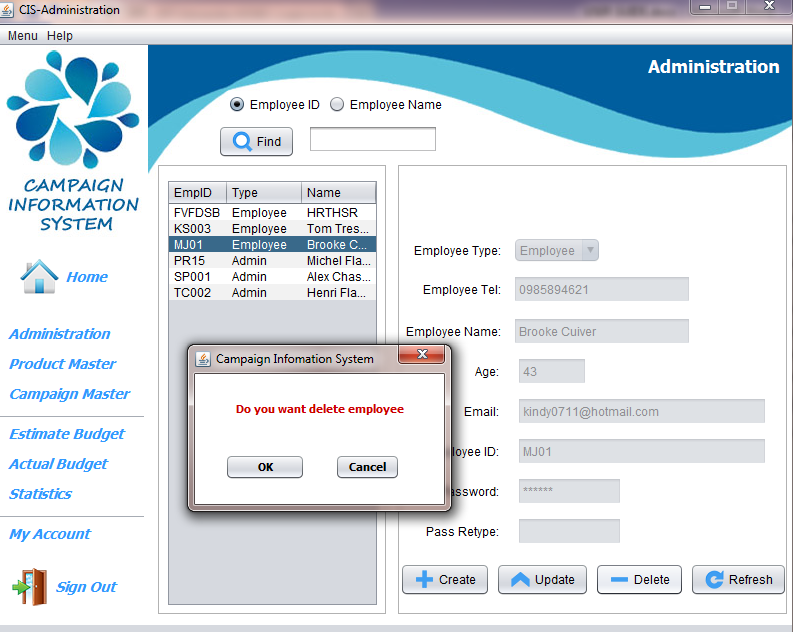 CIS-Administration
Menu Help
Administration
Employee ID Employee Name
Find
CAMPAIGN
INFORMATION
SYSTEM
Home
Administration
Product Master
Campaign Master
Estimate Budget
Actual Budget
Statistics
My Account
Sign Out
EmpID Type Name
FVFDSB Employee HRTHSR
KS003 Employee Tom Tres...
MJ01 Employee Brooke C...
PR15 Admin Michel Fla...
SP001 Admin Alex Chas...
TC002 Admin Henri Fla...
Campaign Infomation System
Do you want delete employee
OK Cancel
Employee Type: Employee
Employee Tel: 0985894621
Employee Name: Brooke Cuiver
Age: 43
Email: kindy0711@hotmail.com
loyee ID: MJ01
assword: ******
Pass Retype:
Create Update Delete Refresh